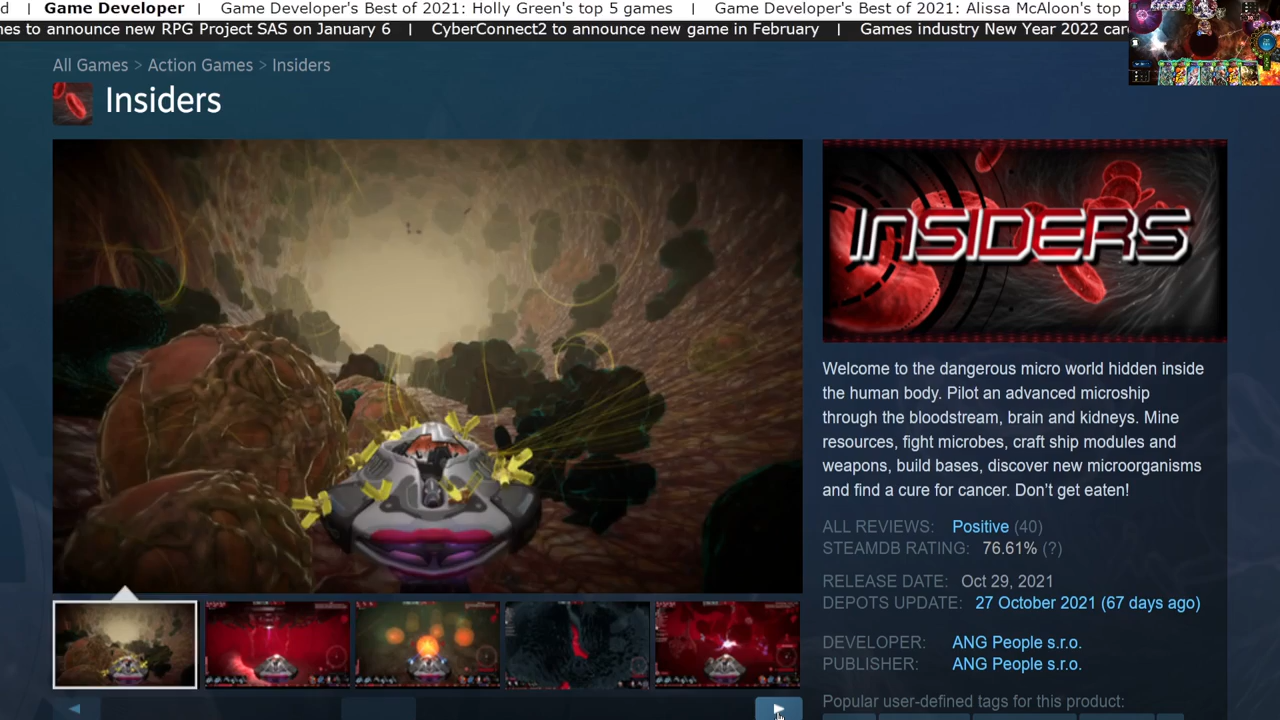 d | Game Developer | Game Developer's Best of 2021: Holly Green's top 5 games | Game Developer's Best of 2021: Alissa McAloon's top
es to announce new RPG Project SAS on January 6 | CyberConnect2 to announce new game in February | Games industry New Year 2022 car
All Games > Action Games > Insiders
Insiders
INSIDERS
Welcome to the dangerous micro world hidden inside
the human body. Pilot an advanced microship
through the bloodstream, brain and kidneys. Mine
resources, fight microbes, craft ship modules and
weapons, build bases, discover new microorganisms
and find a cure for cancer. Don't get eaten!
ALL REVIEWS: Positive (40)
STEAMDB RATING: 76.61% (?)
RELEASE DATE: Oct 29, 2021
DEPOTS UPDATE: 27 October 2021 (67 days ago)
DEVELOPER: ANG People s.r.o.
PUBLISHER: ANG People s.r.o.
Popular user-defined tags for this product: